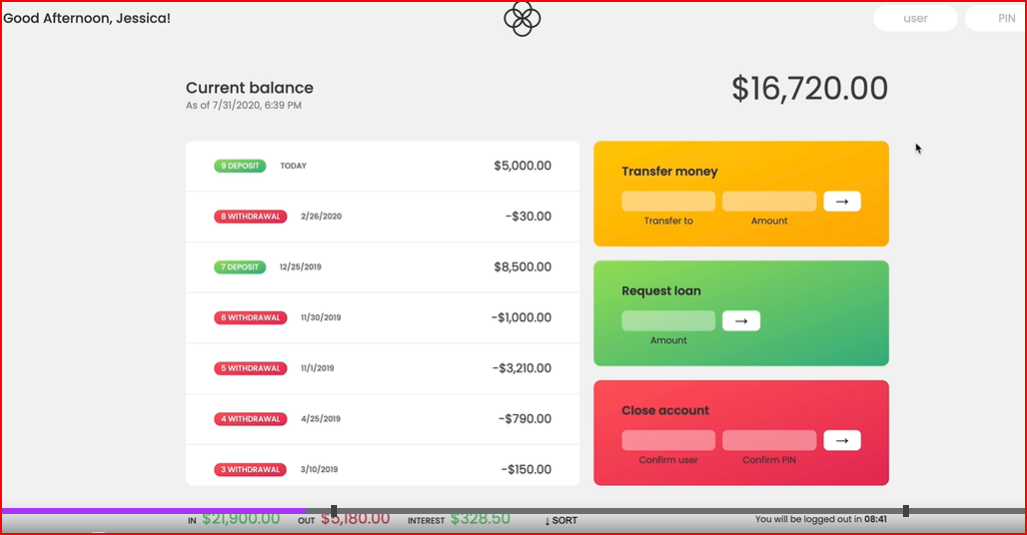 Good Afternoon, Jessica!
user
PIN
Current balance
As of 7/31/2020, 6:39 PM
$16,720.00
9 DEPOSIT TODAY $5,000.00
8 WITHDRAWAL 2/26/2020 -$30.00
7 DEPOSIT 12/25/2019 $8,500.00
6 WITHDRAWAL 11/30/2019 -$1,000.00
5 WITHDRAWAL 11/1/2019 -$3,210.00
4 WITHDRAWAL 4/25/2019 -$790.00
3 WITHDRAWAL 3/10/2019 -$150.00
Transfer money
→
Transfer to Amount
Request loan
→
Amount
Close account
→
Confirm user Confirm PIN
IN $21,900.00 OUT $5,180.00 INTEREST $328.50 ↓ SORT
You will be logged out in 08:41